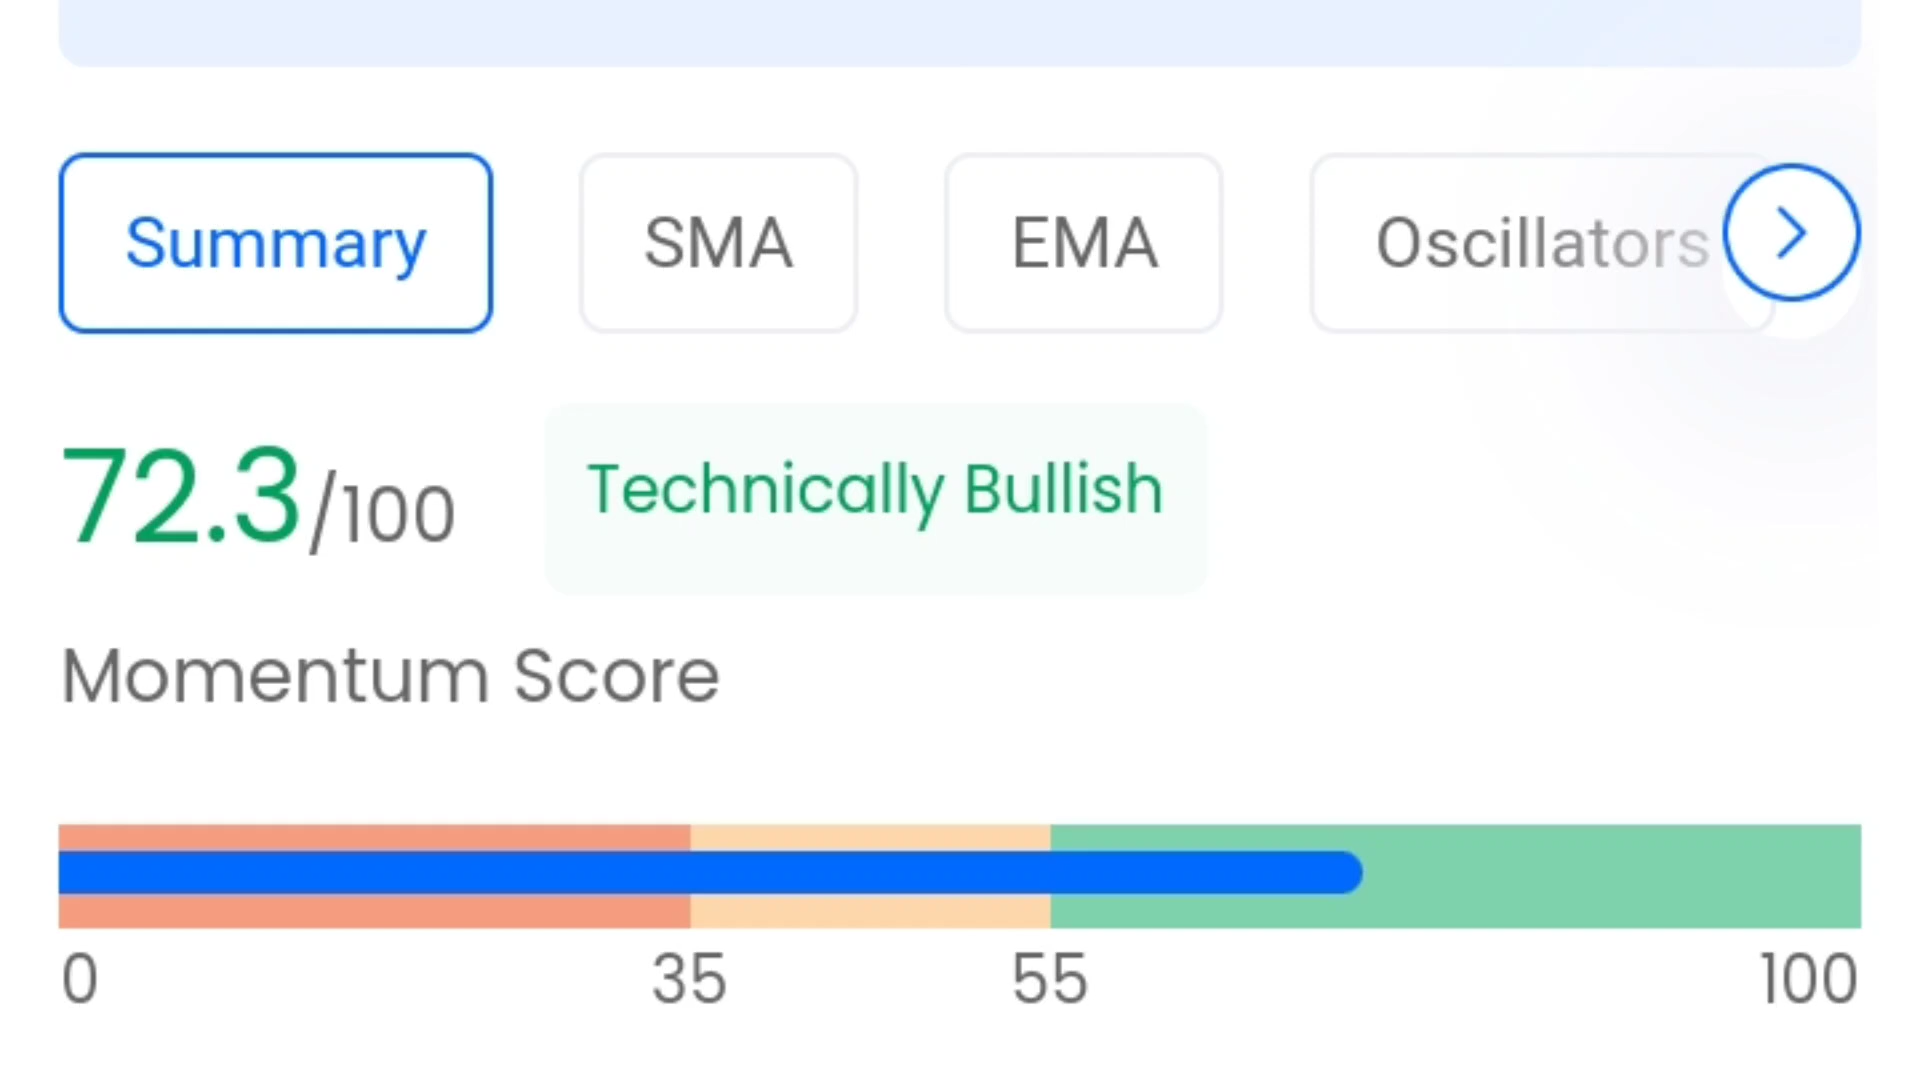 Summary SMA EMA Oscillators
72.3/100 Technically Bullish
Momentum Score
0 35 55 100